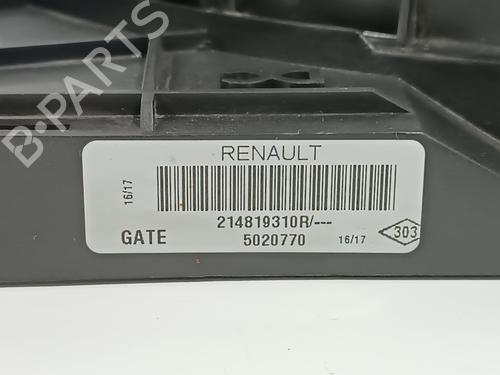 B-PARTS
RENAULT
16/17
214819310R/---
GATE
5020770
16/17
303